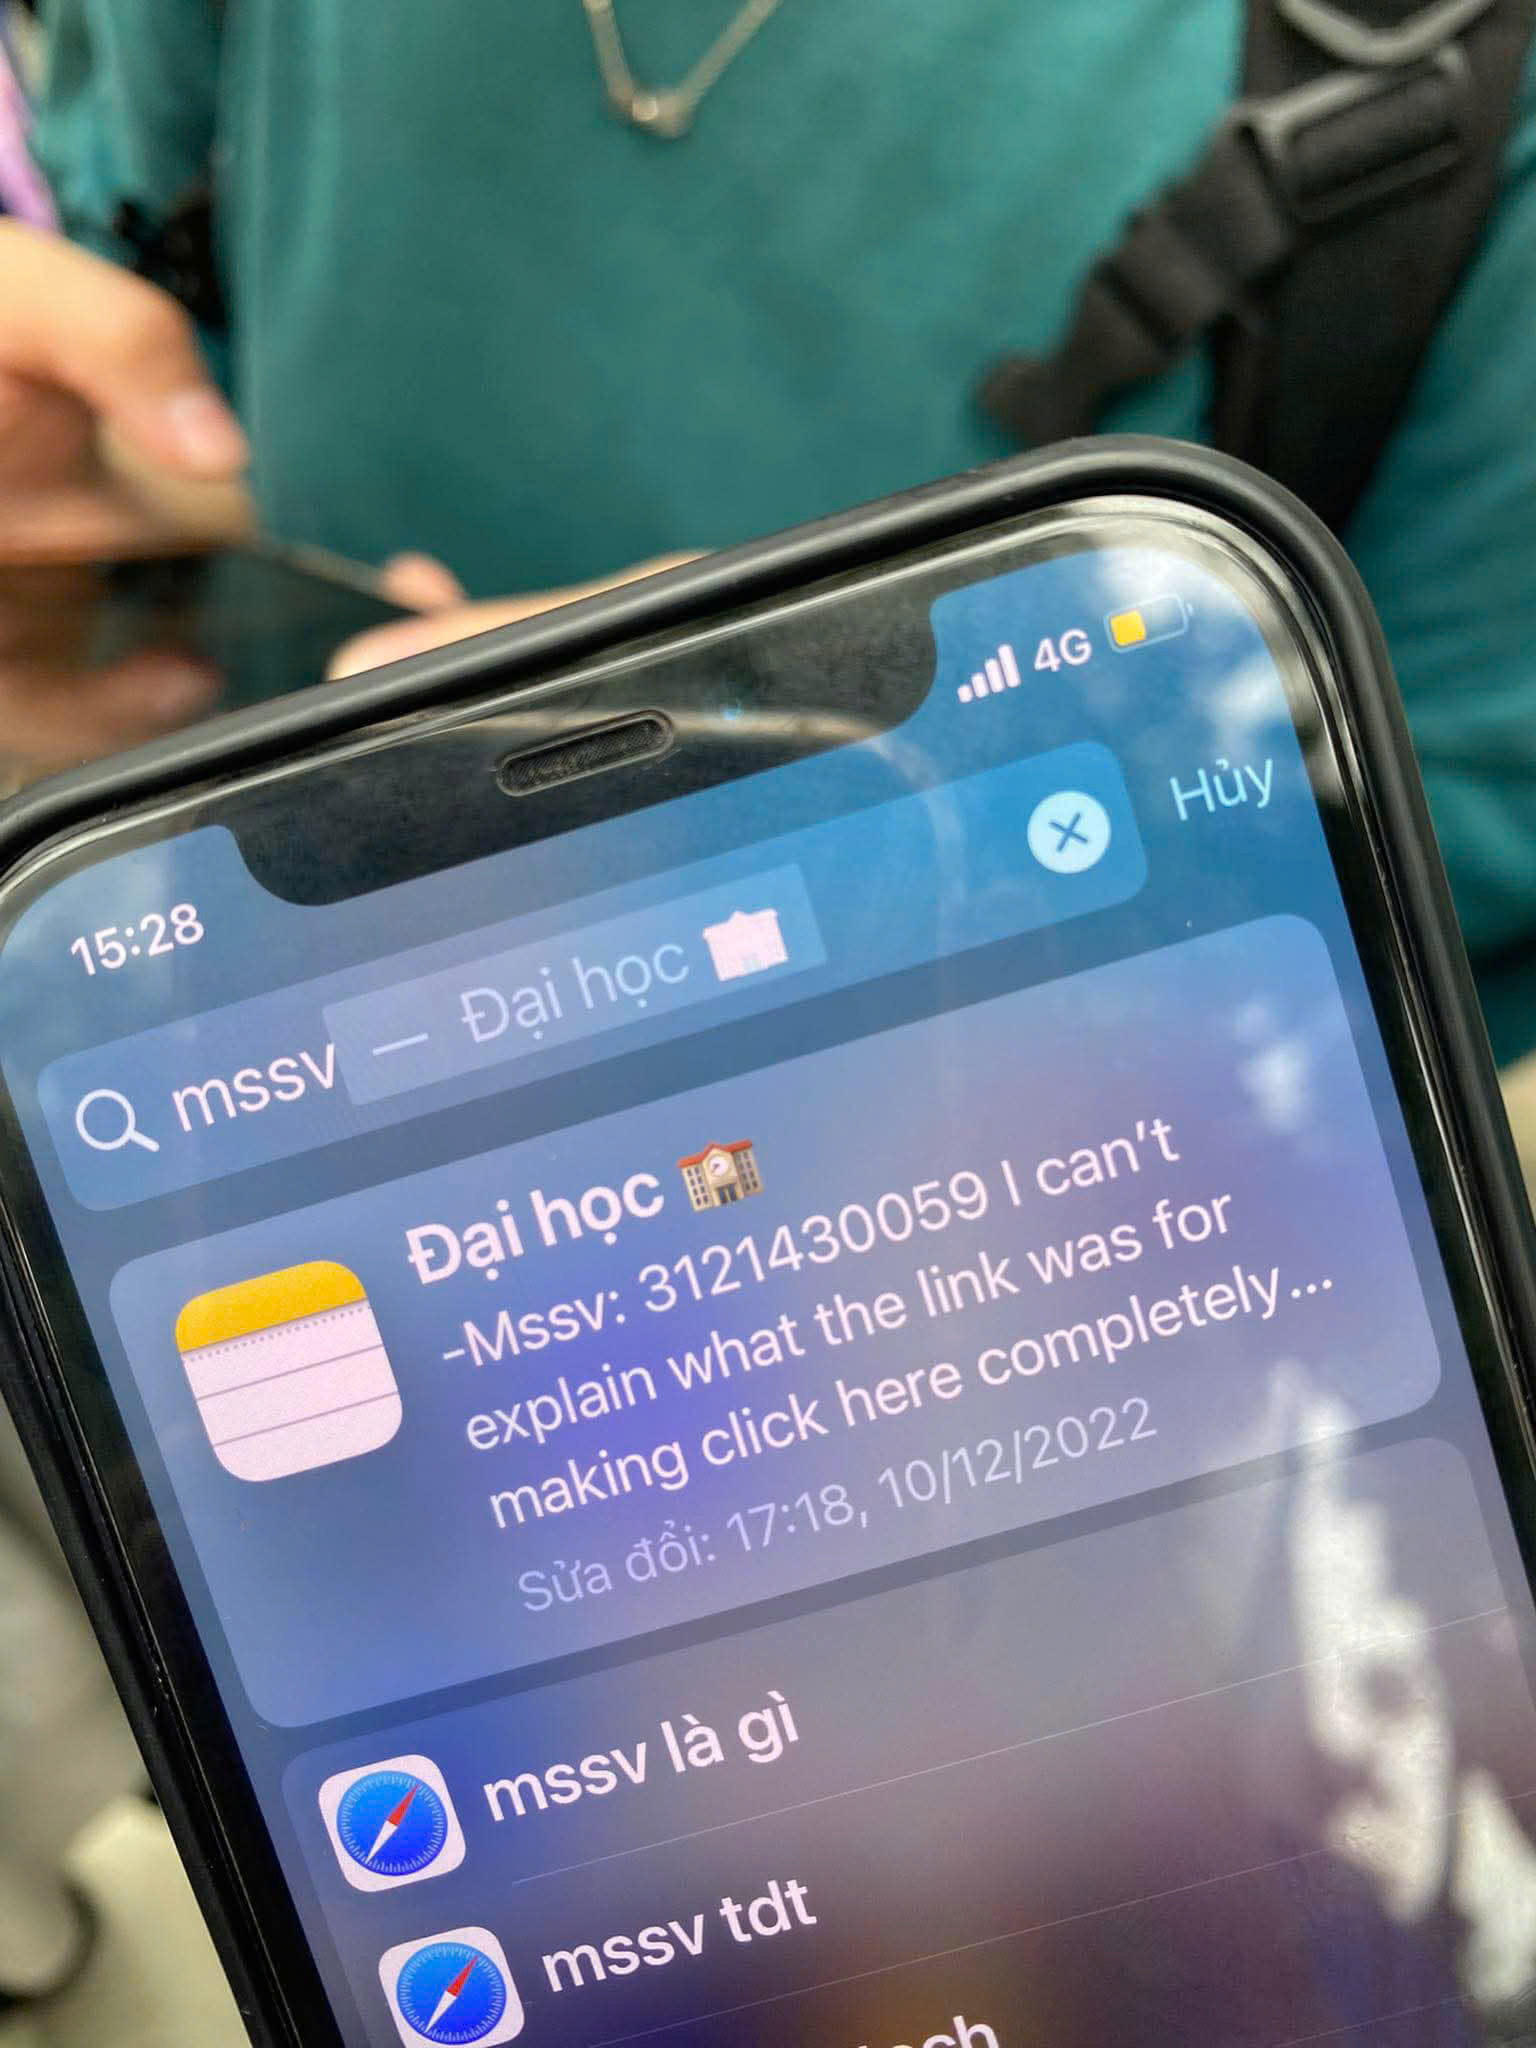 15:28
4G
mssv — Đại học
Hủy
Đại học
-Mssv: 3121430059 I can't
explain what the link was for
making click here completely...
Sửa đổi: 17:18, 10/12/2022
mssv là gì
mssv tdt